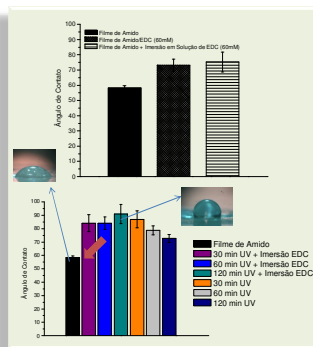 100
90
80
70
60
50
40
30
20
10
0
Ângulo de Contato
Filme de Amido
Filme de Amido/EDC (60mM)
Filme de Amido + Imersão em Solução de EDC (60mM)
100
90
80
70
60
50
40
30
20
10
0
Ângulo de Contato
Filme de Amido
30 min UV + Imersão EDC
60 min UV + Imersão EDC
120 min UV + Imersão EDC
30 min UV
60 min UV
120 min UV